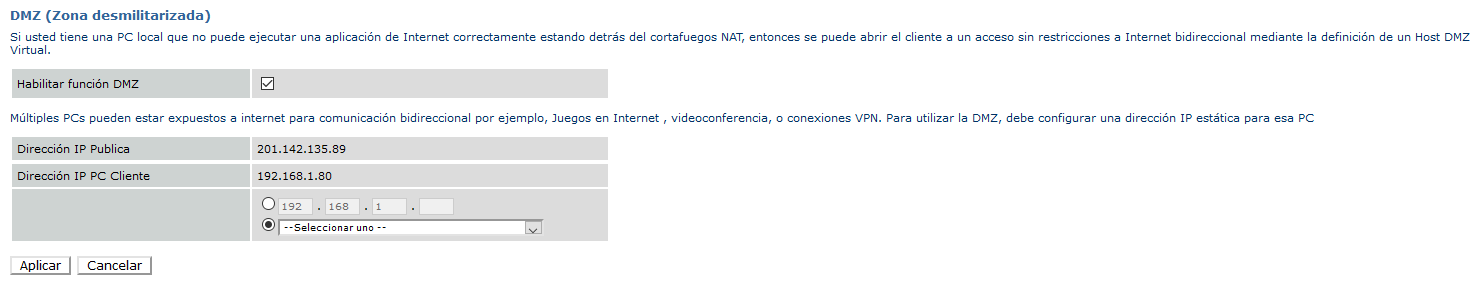 DMZ (Zona desmilitarizada)
Si usted tiene una PC local que no puede ejecutar una aplicación de Internet correctamente estando detrás del cortafuegos NAT, entonces se puede abrir el cliente a un acceso sin restricciones a Internet bidireccional mediante la definición de un Host DMZ
Virtual.
Habilitar función DMZ
Múltiples PCs pueden estar expuestos a internet para comunicación bidireccional por ejemplo, Juegos en Internet , videoconferencia, o conexiones VPN. Para utilizar la DMZ, debe configurar una dirección IP estática para esa PC
Dirección IP Publica 201.142.135.89
Dirección IP PC Cliente 192.168.1.80
192 . 168 . 1 .
--Seleccionar uno --
Aplicar Cancelar